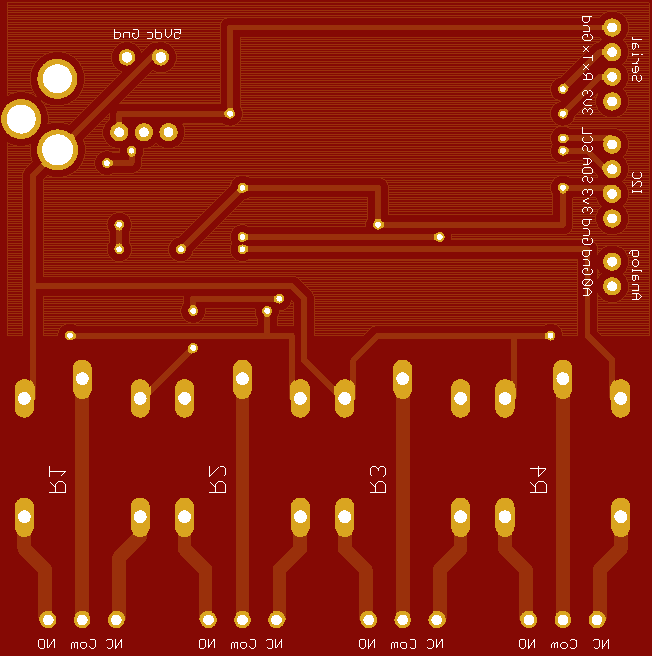 gnd 5vdc
Gnd Tx Rx 3v3
Serial
SCL SDA 3v3 Gnd
I2C
Gnd A0
Analog
R1 R2 R3 R4
NO Com NC NO Com NC NO Com NC NO Com NC